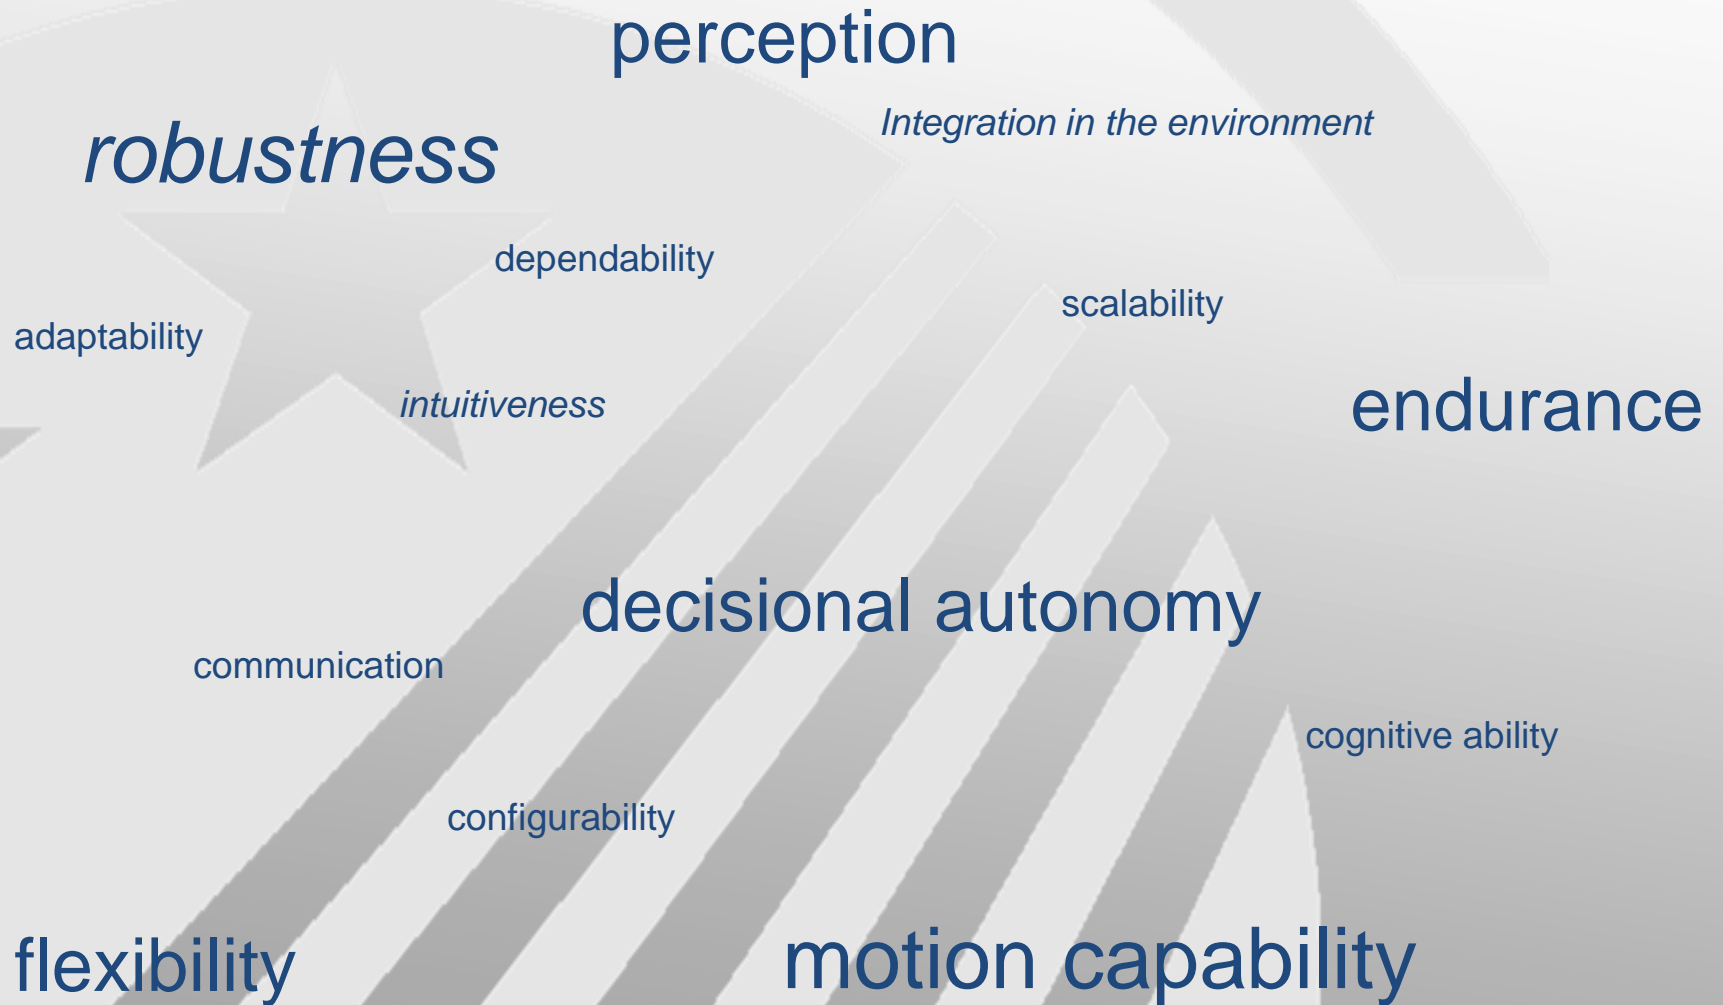 perception
Integration in the environment
robustness
dependability
scalability
adaptability
intuitiveness
endurance
decisional autonomy
communication
cognitive ability
configurability
flexibility
motion capability